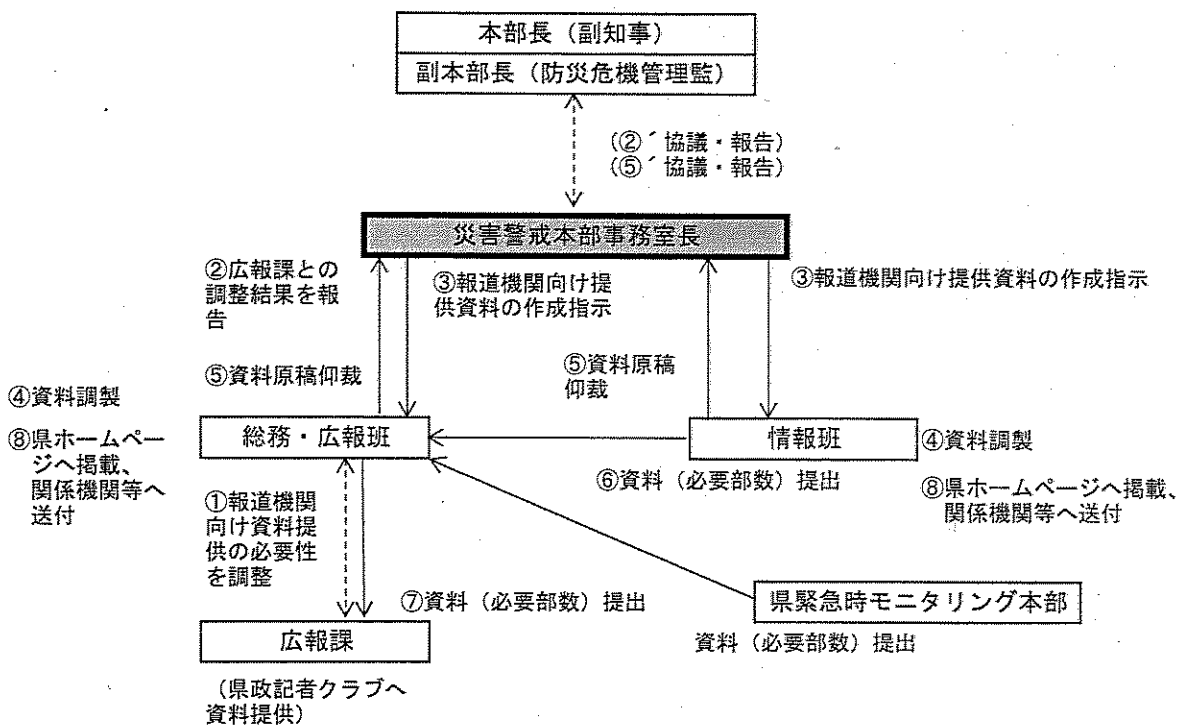 本部長（副知事）
副本部長（防災危機管理監）
（②´協議・報告）
（⑤´協議・報告）
災害警戒本部事務室長
②広報課との
調整結果を報
告
③報道機関向け提
供資料の作成指示
③報道機関向け提供資料の作成指示
⑤資料原稿仰裁
⑤資料原稿
仰裁
④資料調製
⑧県ホームペー
ジへ掲載、
関係機関等へ
送付
総務・広報班
情報班
④資料調製
⑥資料（必要部数）提出
⑧県ホームページへ掲載、
関係機関等へ送付
①報道機関
向け資料提
供の必要性
を調整
⑦資料（必要部数）提出
県緊急時モニタリング本部
資料（必要部数）提出
広報課
（県政記者クラブへ
資料提供）